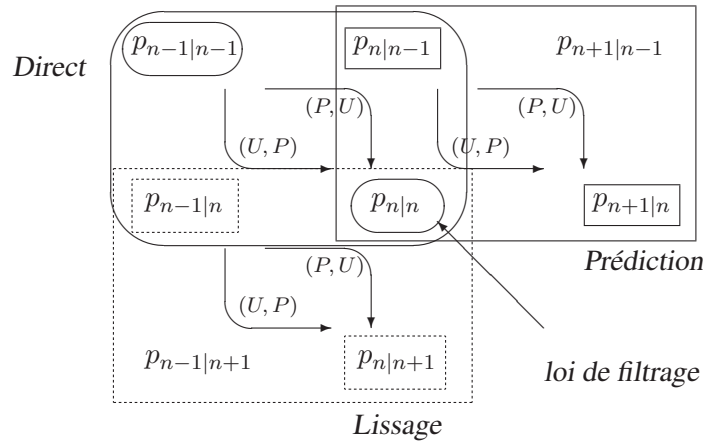 p_{n-1|n-1} p_{n|n-1} p_{n+1|n-1}
Direct
(P, U) (P, U)
(U, P) (U, P)
p_{n-1|n} p_{n|n} p_{n+1|n}
Prédiction
(P, U)
(U, P)
p_{n-1|n+1} p_{n|n+1}
loi de filtrage
Lissage